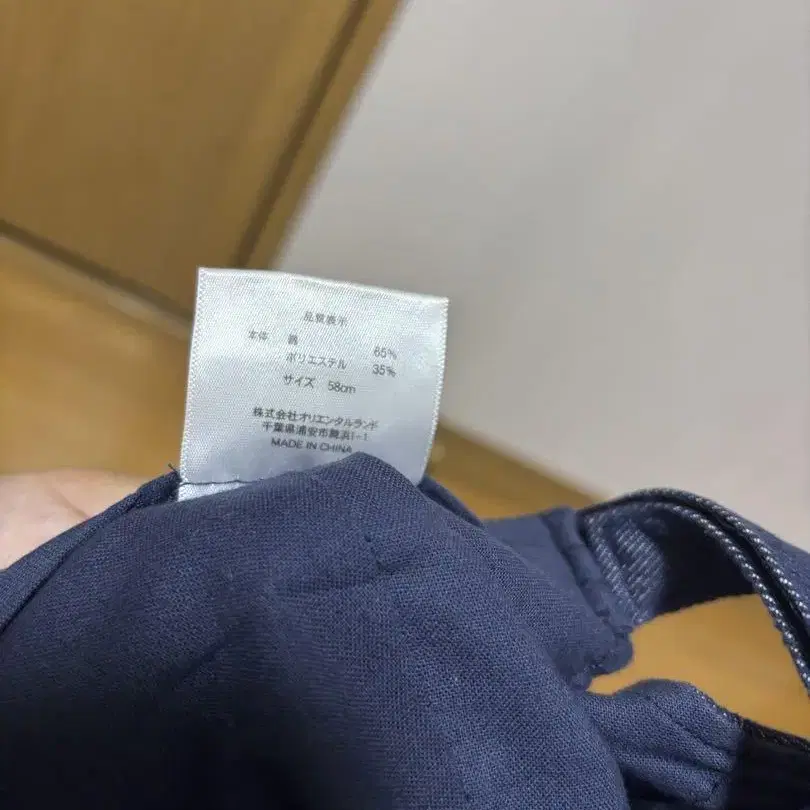 品質表示
本体 綿 65%
ポリエステル 35%
サイズ 58cm
株式会社オリエンタルランド
千葉県浦安市舞浜1-1
MADE IN CHINA